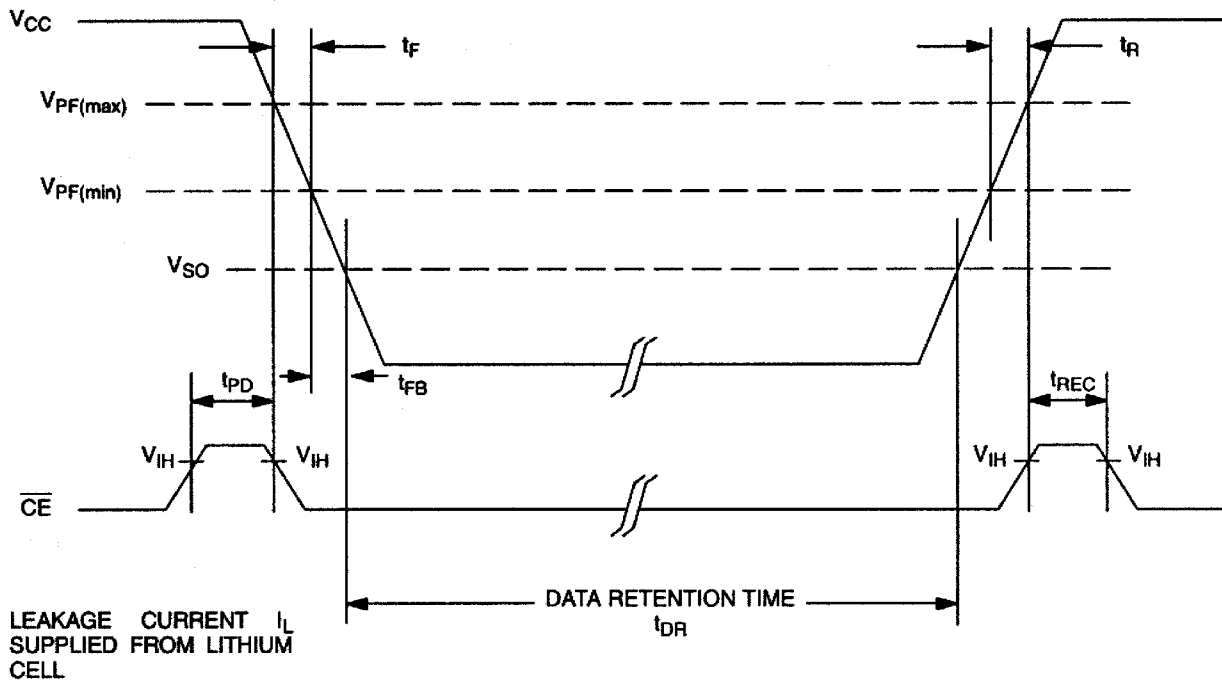 VCC
tF
tR
VPF(max)
VPF(min)
VSO
tPD
tFB
tREC
VIH
VIH
VIH
VIH
CE
DATA RETENTION TIME
tDR
LEAKAGE CURRENT IL
SUPPLIED FROM LITHIUM
CELL